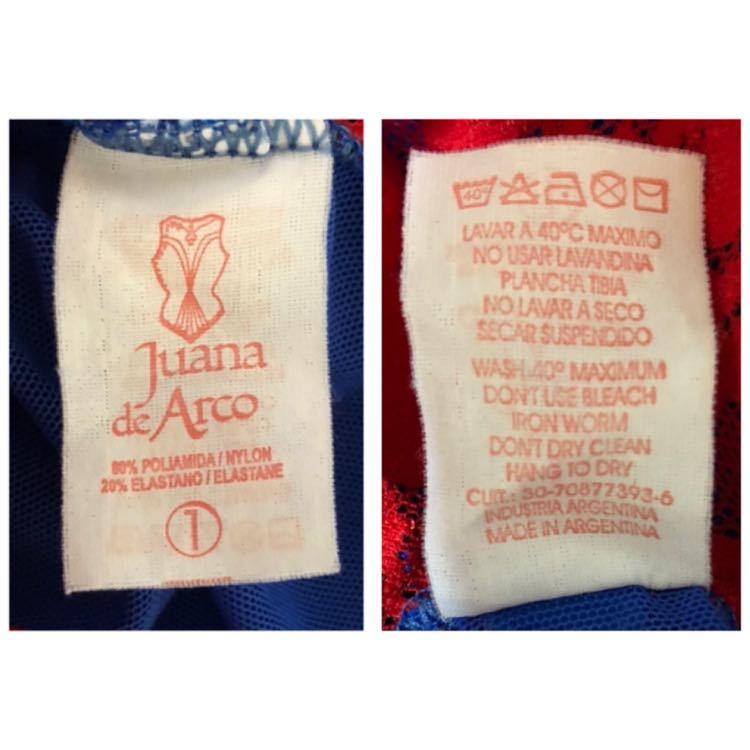 Juana
de Arco
80% POLIAMIDA / NYLON
20% ELASTANO / ELASTANE
1
40°
LAVAR A 40°C MAXIMO
NO USAR LAVANDINA
PLANCHA TIBIA
NO LAVAR A SECO
SECAR SUSPENDIDO
WASH 40° MAXIMUM
DONT USE BLEACH
IRON WORM
DONT DRY CLEAN
HANG TO DRY
CUIT.: 30-70877393-6
INDUSTRIA ARGENTINA
MADE IN ARGENTINA